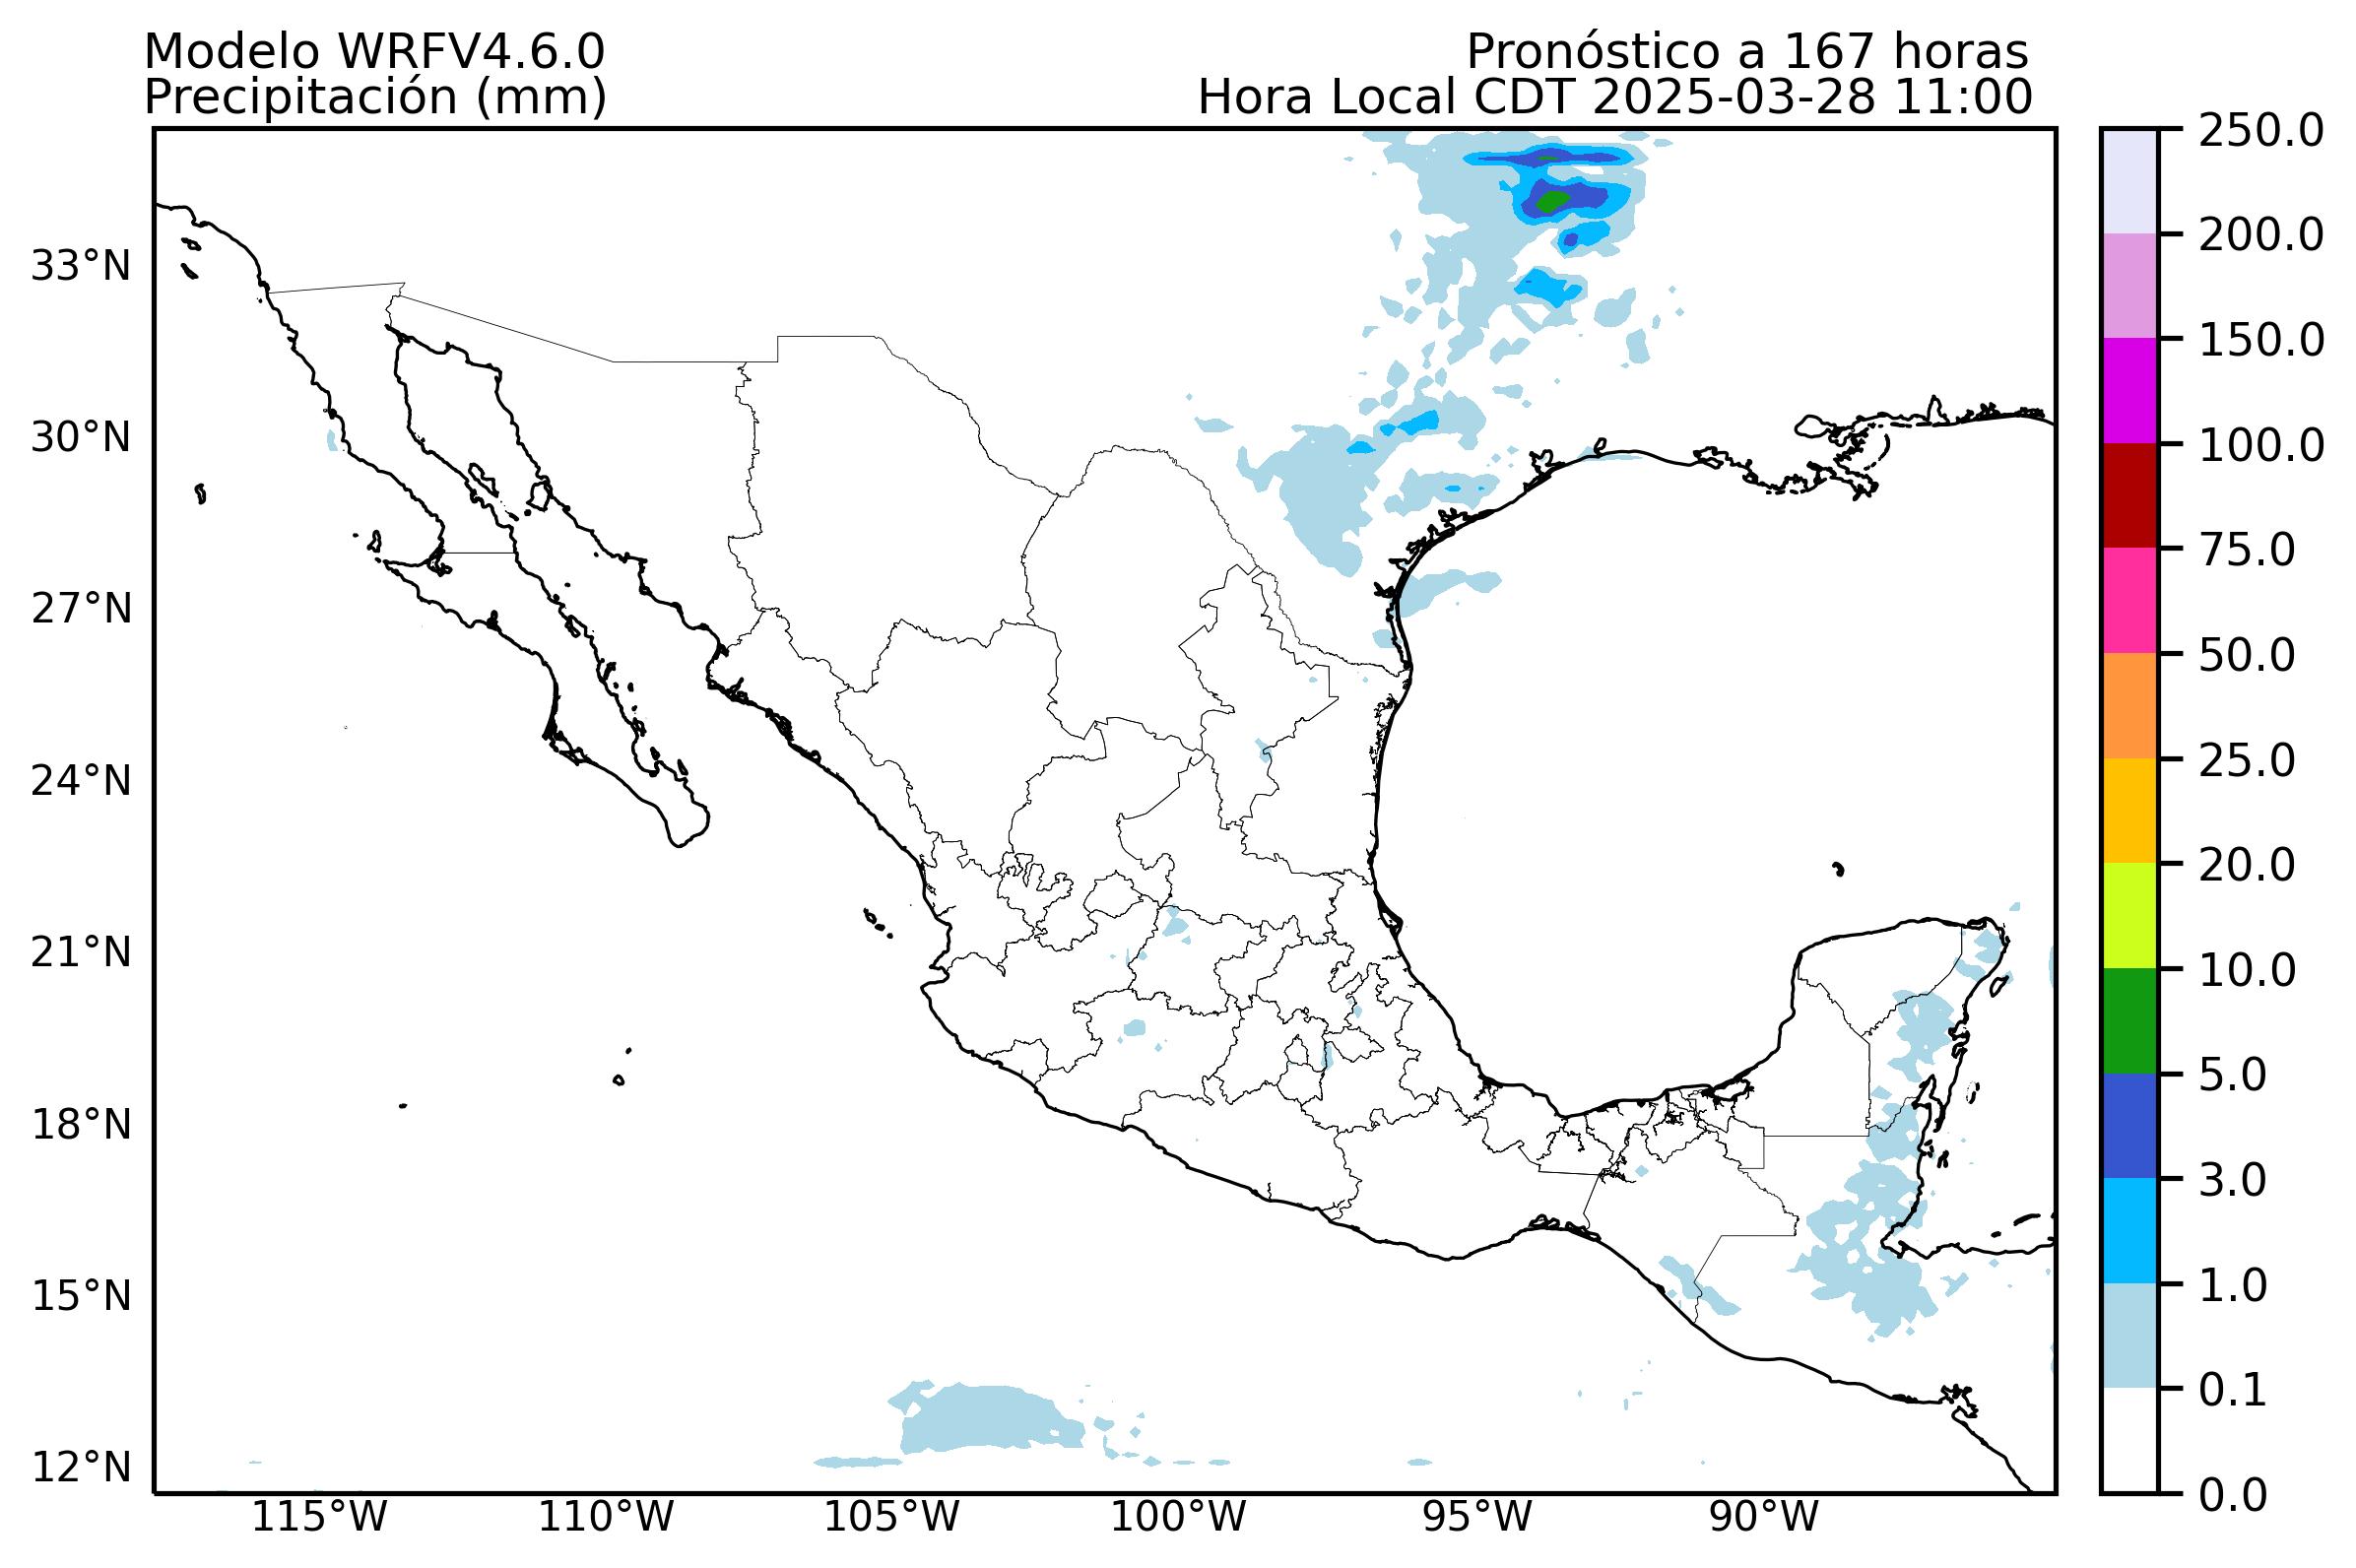 Modelo WRFV4.6.0
Pronóstico a 167 horas
Precipitación (mm)
Hora Local CDT 2025-03-28 11:00
33°N
30°N
27°N
24°N
21°N
18°N
15°N
12°N
115°W
110°W
105°W
100°W
95°W
90°W
250.0
200.0
150.0
100.0
75.0
50.0
25.0
20.0
10.0
5.0
3.0
1.0
0.1
0.0